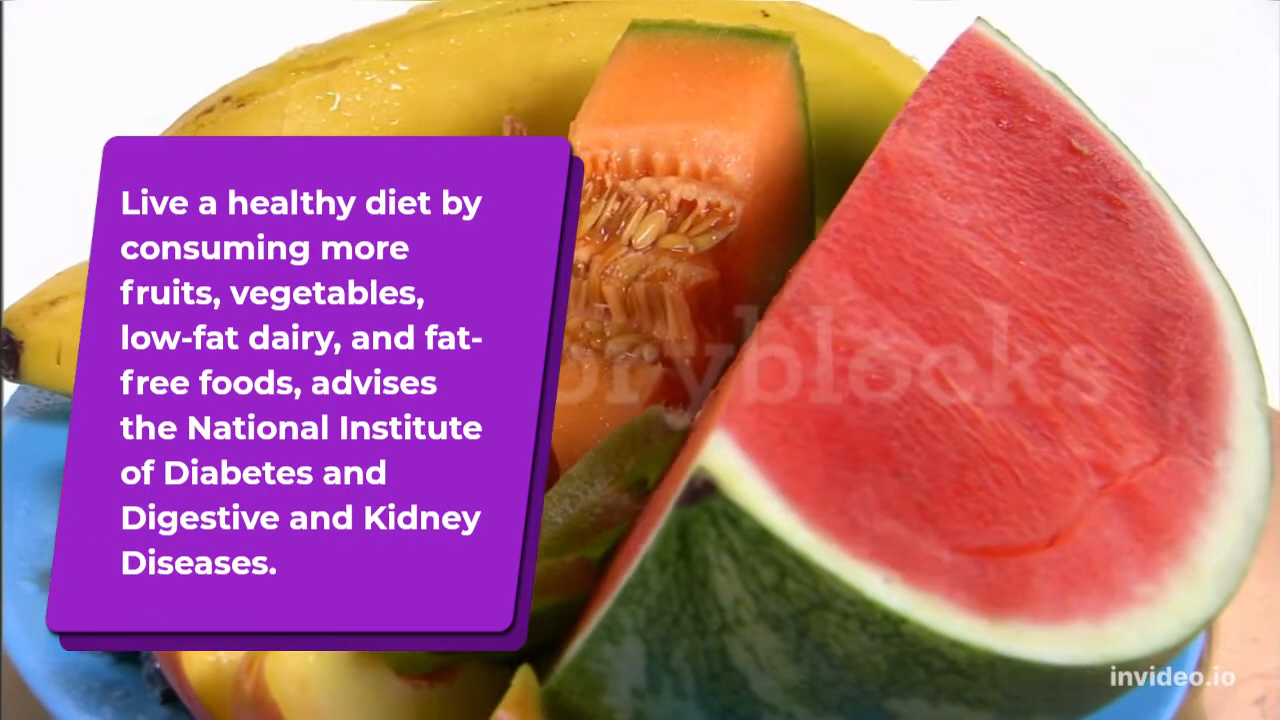 Live a healthy diet by
consuming more
fruits, vegetables,
low-fat dairy, and fat-
free foods, advises
the National Institute
of Diabetes and
Digestive and Kidney
Diseases.
oryblocks
invideo.io